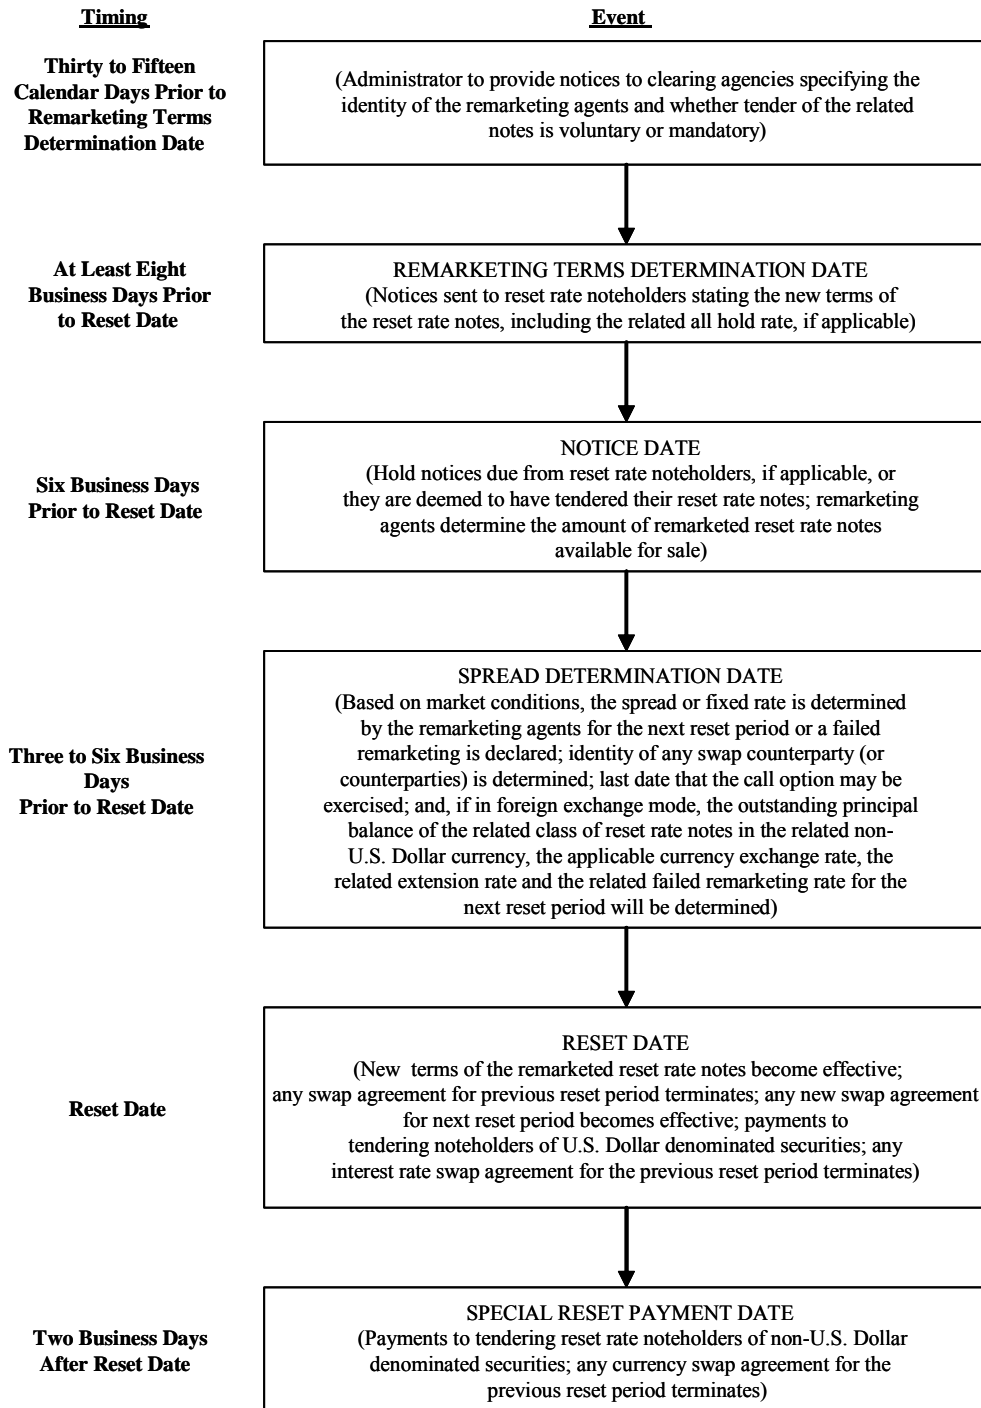 Timing
Event
Thirty to Fifteen
Calendar Days Prior to
Remarketing Terms
Determination Date
(Administrator to provide notices to clearing agencies specifying the
identity of the remarketing agents and whether tender of the related
notes is voluntary or mandatory)
At Least Eight
Business Days Prior
to Reset Date
REMARKETING TERMS DETERMINATION DATE
(Notices sent to reset rate noteholders stating the new terms of
the reset rate notes, including the related all hold rate, if applicable)
Six Business Days
Prior to Reset Date
NOTICE DATE
(Hold notices due from reset rate noteholders, if applicable, or
they are deemed to have tendered their reset rate notes; remarketing
agents determine the amount of remarketed reset rate notes
available for sale)
Three to Six Business
Days
Prior to Reset Date
SPREAD DETERMINATION DATE
(Based on market conditions, the spread or fixed rate is determined
by the remarketing agents for the next reset period or a failed
remarketing is declared; identity of any swap counterparty (or
counterparties) is determined; last date that the call option may be
exercised; and, if in foreign exchange mode, the outstanding principal
balance of the related class of reset rate notes in the related non-
U.S. Dollar currency, the applicable currency exchange rate, the
related extension rate and the related failed remarketing rate for the
next reset period will be determined)
Reset Date
RESET DATE
(New terms of the remarketed reset rate notes become effective;
any swap agreement for previous reset period terminates; any new swap agreement
for next reset period becomes effective; payments to
tendering noteholders of U.S. Dollar denominated securities; any
interest rate swap agreement for the previous reset period terminates)
Two Business Days
After Reset Date
SPECIAL RESET PAYMENT DATE
(Payments to tendering reset rate noteholders of non-U.S. Dollar
denominated securities; any currency swap agreement for the
previous reset period terminates)